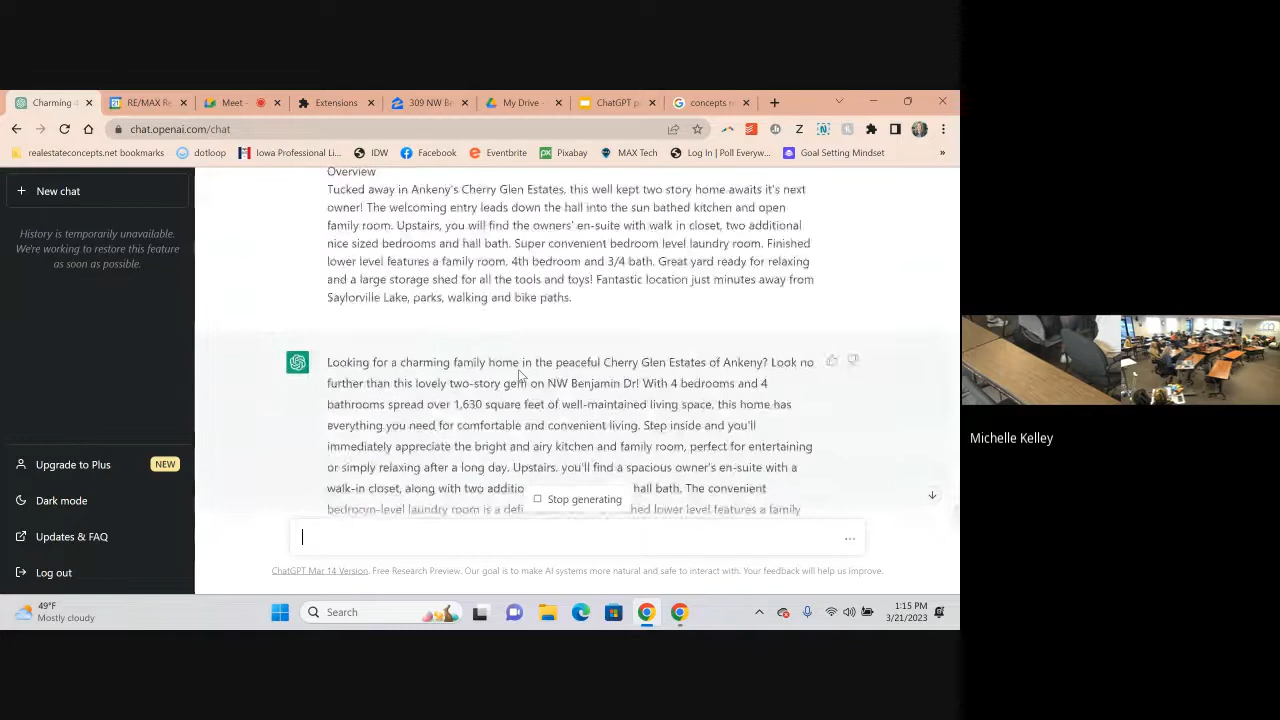 Charming 4
RE/MAX Re
Meet -
Extensions
309 NW Be
My Drive -
ChatGPT p
concepts r
chat.openai.com/chat
realestateconcepts.net bookmarks
dotloop
Iowa Professional Li...
IDW
Facebook
Eventbrite
Pixabay
MAX Tech
Log In | Poll Everyw...
Goal Setting Mindset
»
New chat
History is temporarily unavailable.
We're working to restore this feature
as soon as possible.
Upgrade to Plus
NEW
Dark mode
Updates & FAQ
Log out
Overview
Tucked away in Ankeny's Cherry Glen Estates, this well kept two story home awaits it's next
owner! The welcoming entry leads down the hall into the sun bathed kitchen and open
family room. Upstairs, you will find the owners' en-suite with walk in closet, two additional
nice sized bedrooms and hall bath. Super convenient bedroom level laundry room. Finished
lower level features a family room, 4th bedroom and 3/4 bath. Great yard ready for relaxing
and a large storage shed for all the tools and toys! Fantastic location just minutes away from
Saylorville Lake, parks, walking and bike paths.
Looking for a charming family home in the peaceful Cherry Glen Estates of Ankeny? Look no
further than this lovely two-story gem on NW Benjamin Dr! With 4 bedrooms and 4
bathrooms spread over 1,630 square feet of well-maintained living space, this home has
everything you need for comfortable and convenient living. Step inside and you'll
immediately appreciate the bright and airy kitchen and family room, perfect for entertaining
or simply relaxing after a long day. Upstairs, you'll find a spacious owner's en-suite with a
walk-in closet, along with two additio hall bath. The convenient
bedroom-level laundry room is a defi hed lower level features a family
Stop generating
ChatGPT Mar 14 Version. Free Research Preview. Our goal is to make AI systems more natural and safe to interact with. Your feedback will help us improve.
49°F
Mostly cloudy
Search
1:15 PM
3/21/2023
Michelle Kelley